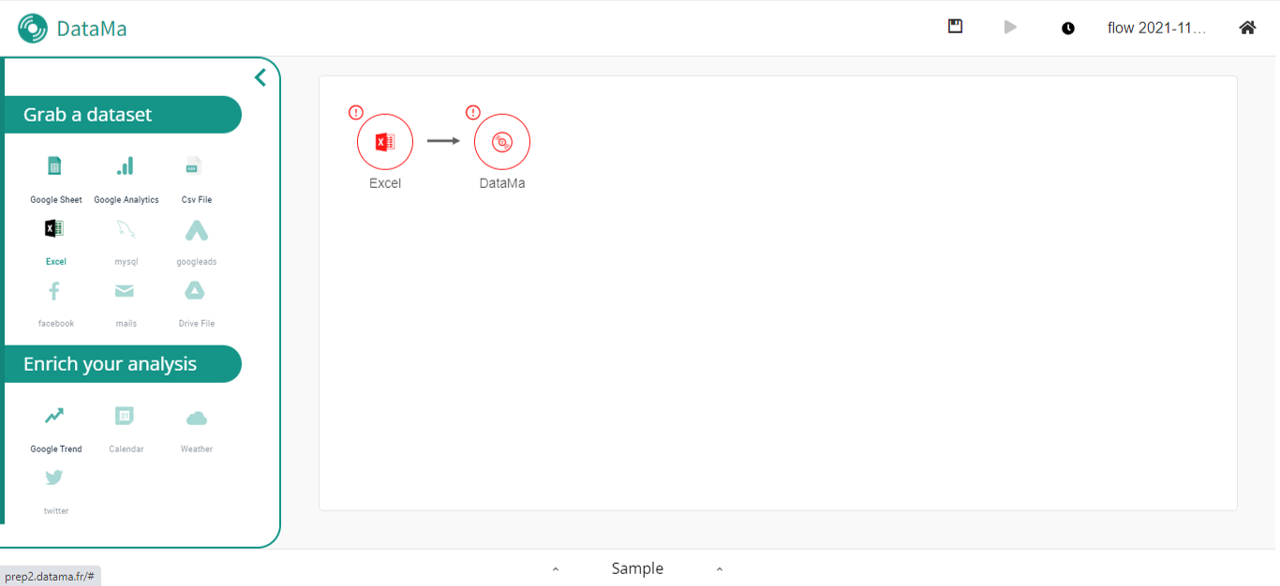 DataMa
flow 2021-11...
Grab a dataset
Google Sheet Google Analytics Csv File
Excel mysql googleads
facebook mails Drive File
Enrich your analysis
Google Trend Calendar Weather
twitter
Excel DataMa
Sample
prep2.datama.fr/#